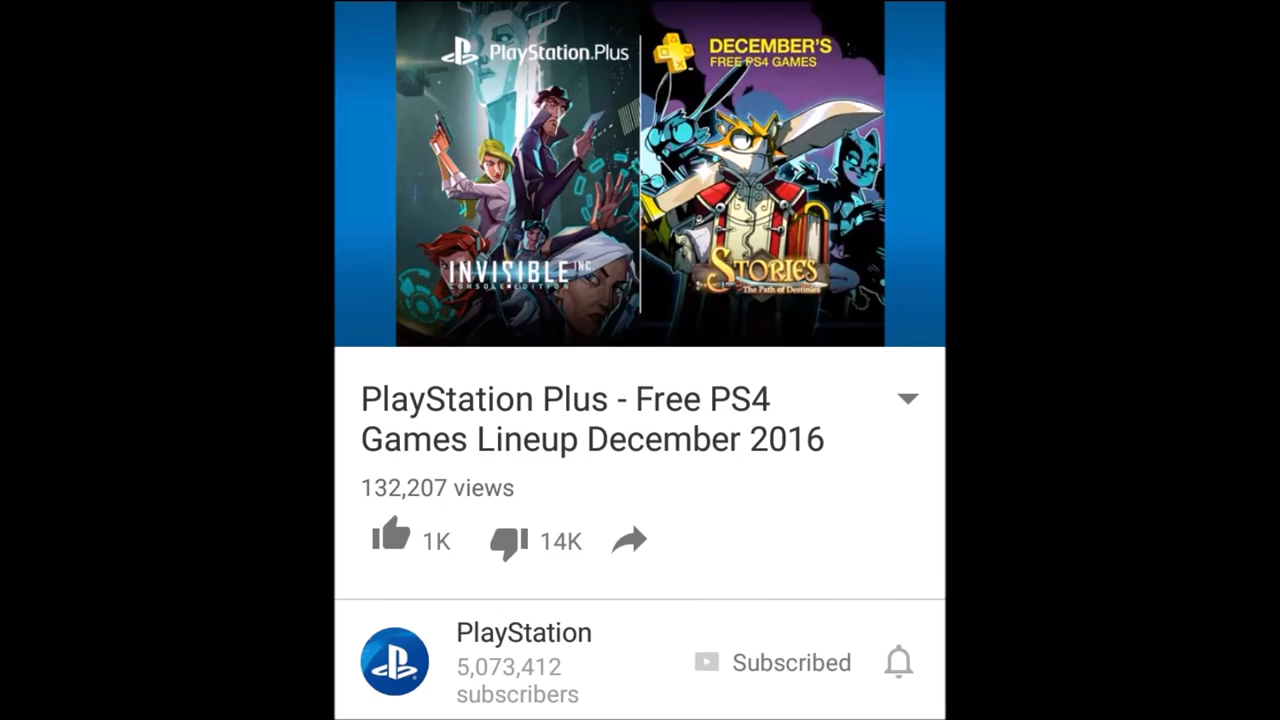 PlayStation.Plus
DECEMBER'S
FREE PS4 GAMES
INVISIBLE INC.
CONSOLE EDITION
STORIES
The Path of Destinies
PlayStation Plus - Free PS4
Games Lineup December 2016
132,207 views
1K 14K
PlayStation
5,073,412
subscribers
Subscribed